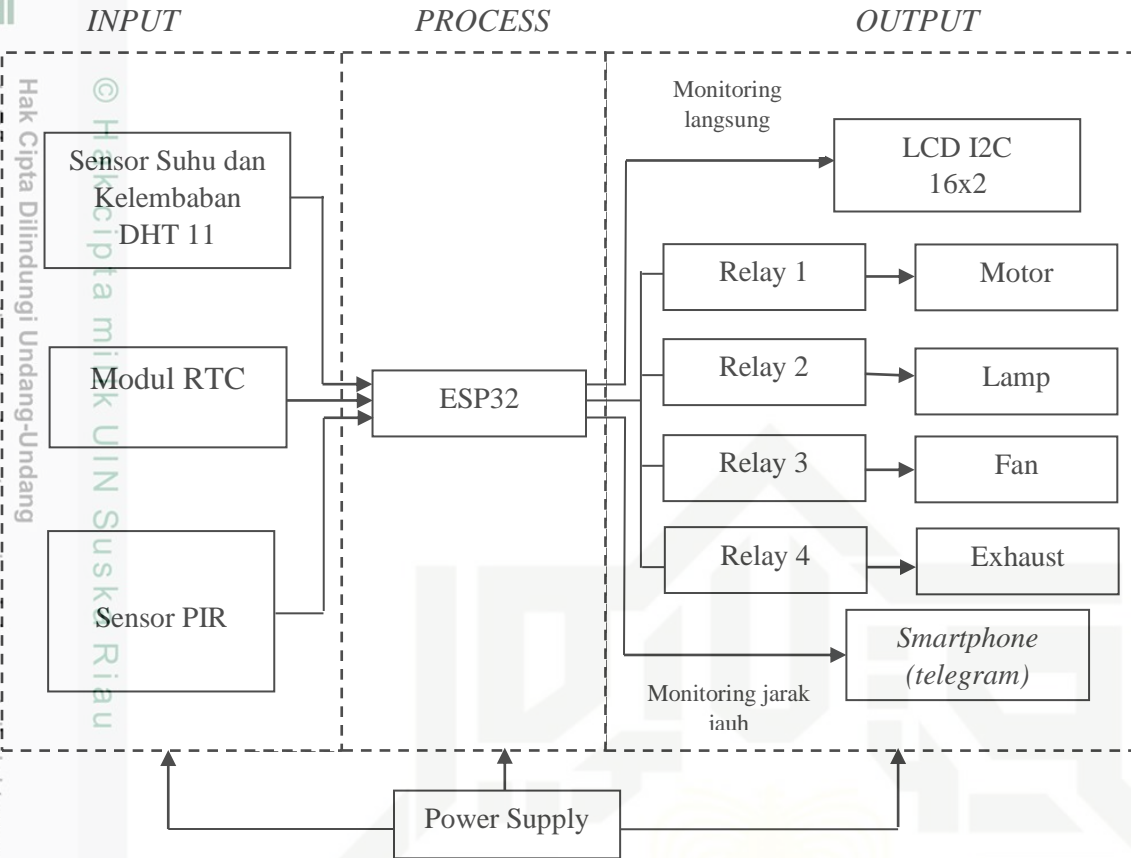 INPUT
PROCESS
OUTPUT
Hak Cipta Dilindungi Undang-Undang
© Hak cipta milik UIN Suska Riau
Sensor Suhu dan
Kelembaban
DHT 11
Modul RTC
Sensor PIR
ESP32
Monitoring
langsung
LCD I2C
16x2
Relay 1
Motor
Relay 2
Lamp
Relay 3
Fan
Relay 4
Exhaust
Smartphone
(telegram)
Monitoring jarak
jauh
Power Supply